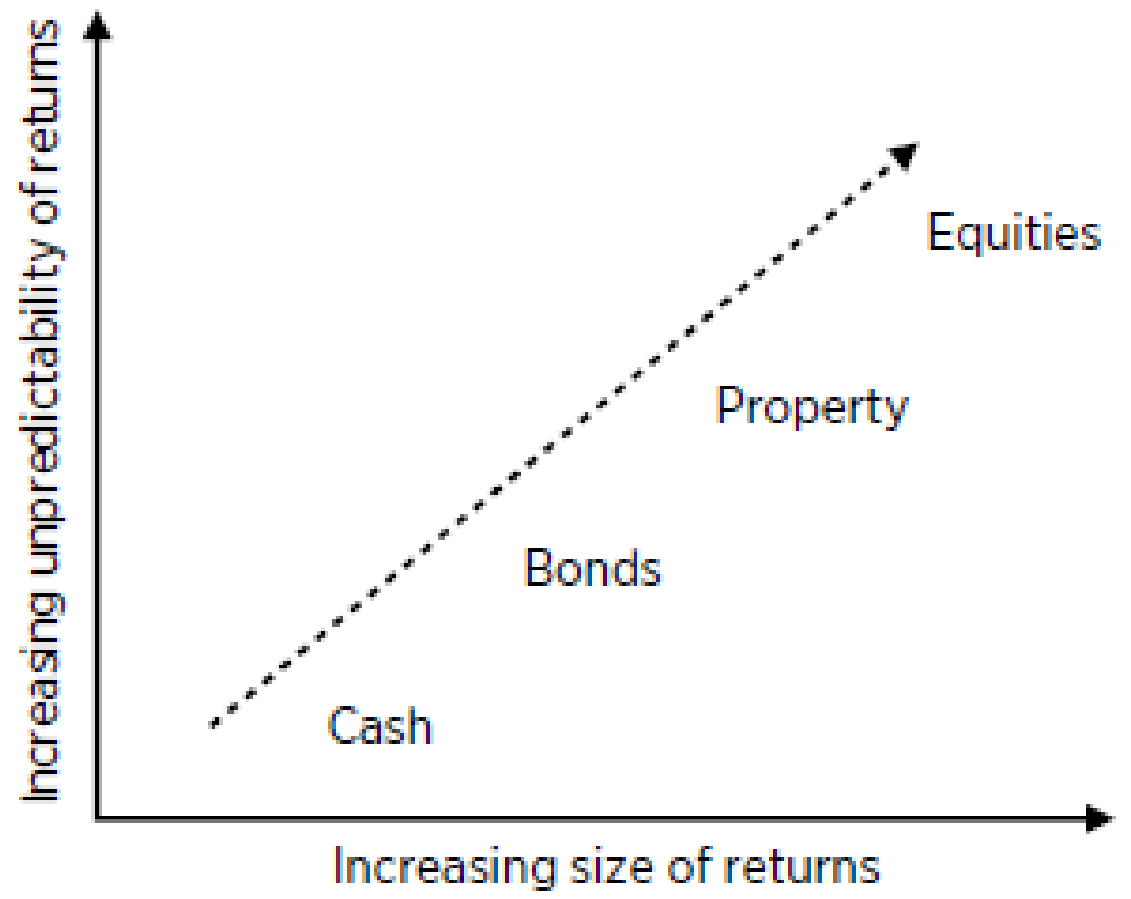 Increasing unpredictability of returns
Equities
Property
Bonds
Cash
Increasing size of returns